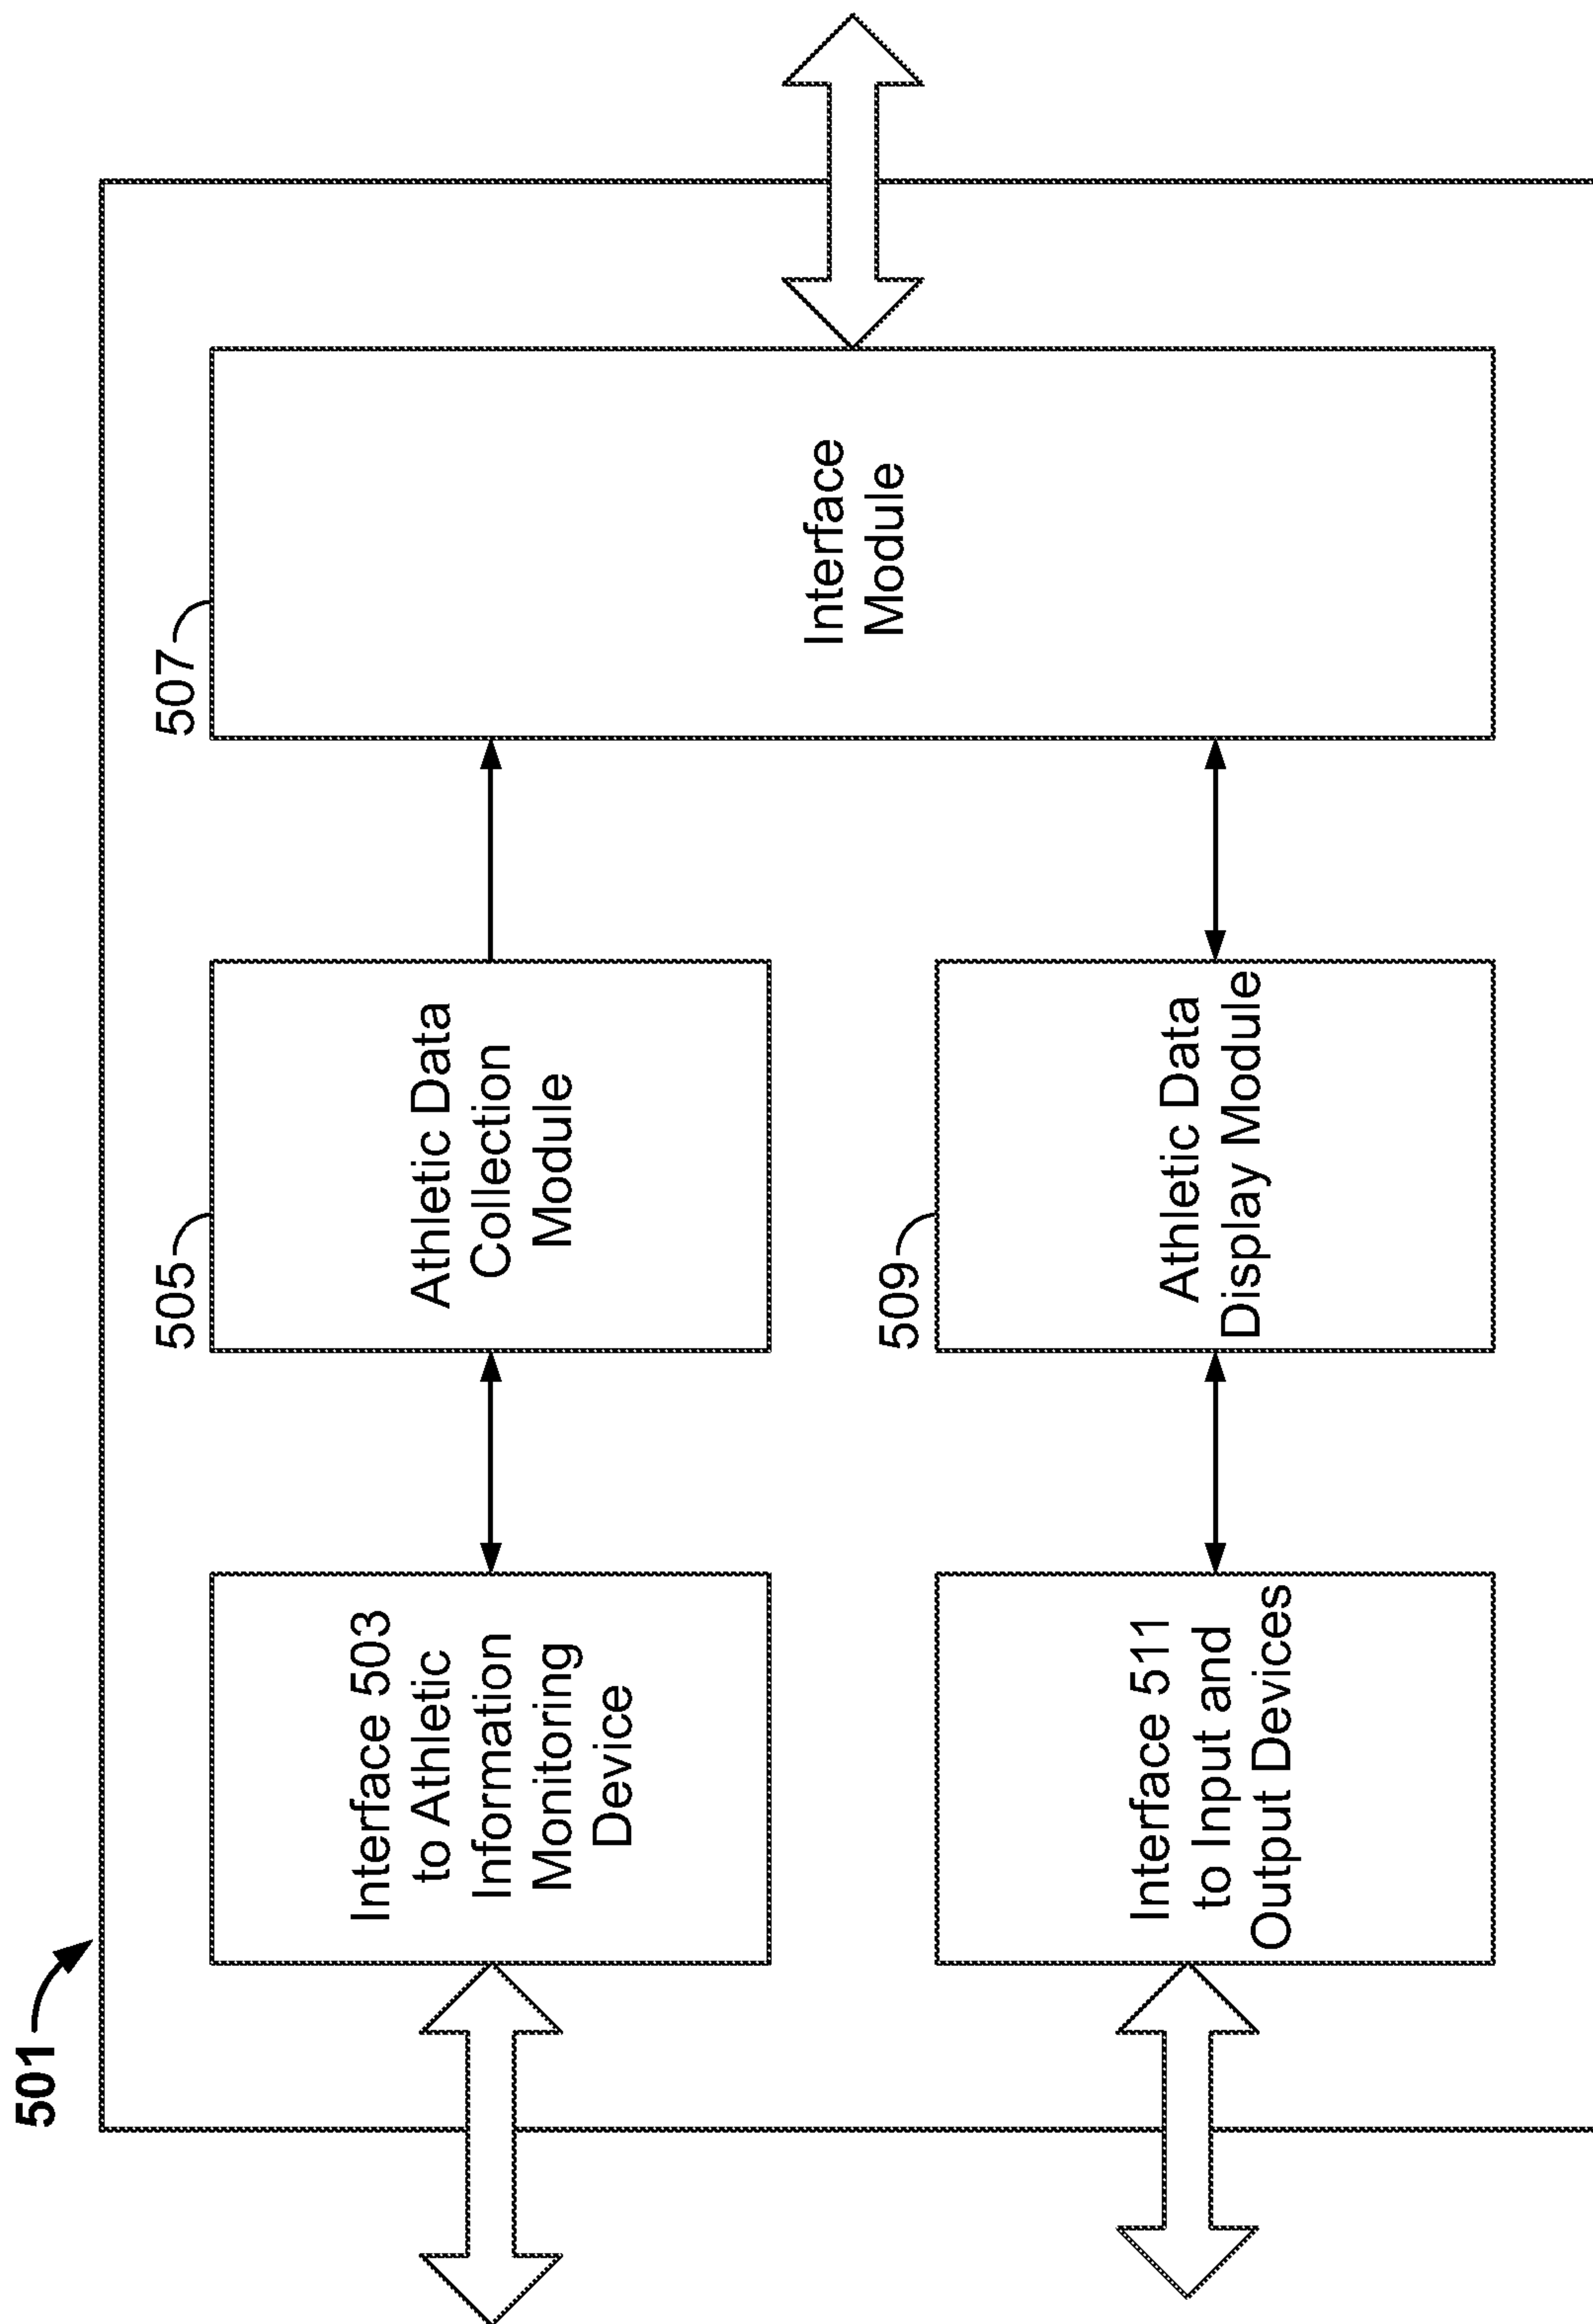 501
Interface 503
to Athletic
Information
Monitoring
Device
505
Athletic Data
Collection
Module
507
Interface
Module
Interface 511
to Input and
Output Devices
509
Athletic Data
Display Module